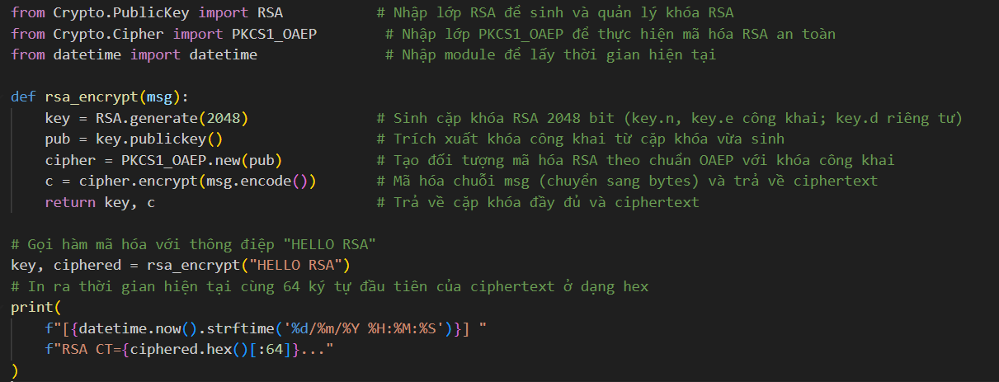 from Crypto.PublicKey import RSA # Nhập lớp RSA để sinh và quản lý khóa RSA
from Crypto.Cipher import PKCS1_OAEP # Nhập lớp PKCS1_OAEP để thực hiện mã hóa RSA an toàn
from datetime import datetime # Nhập module để lấy thời gian hiện tại

def rsa_encrypt(msg):
    key = RSA.generate(2048) # Sinh cặp khóa RSA 2048 bit (key.n, key.e công khai; key.d riêng tư)
    pub = key.publickey() # Trích xuất khóa công khai từ cặp khóa vừa sinh
    cipher = PKCS1_OAEP.new(pub) # Tạo đối tượng mã hóa RSA theo chuẩn OAEP với khóa công khai
    c = cipher.encrypt(msg.encode()) # Mã hóa chuỗi msg (chuyển sang bytes) và trả về ciphertext
    return key, c # Trả về cặp khóa đầy đủ và ciphertext

# Gọi hàm mã hóa với thông điệp "HELLO RSA"
key, ciphered = rsa_encrypt("HELLO RSA")
# In ra thời gian hiện tại cùng 64 ký tự đầu tiên của ciphertext ở dạng hex
print(
    f"[{datetime.now().strftime('%d/%m/%Y %H:%M:%S')}] "
    f"RSA CT={ciphered.hex()[:64]}..."
)